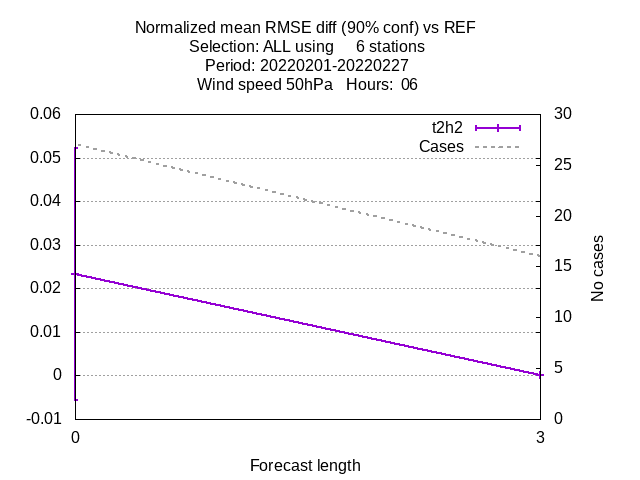 Normalized mean RMSE diff (90% conf) vs REF
Selection: ALL using     6 stations
Period: 20220201-20220227
Wind speed 50hPa   Hours:  06
t2h2
Cases
0.06
0.05
0.04
0.03
0.02
0.01
0
-0.01
30
25
20
15
10
5
0
No cases
0
3
Forecast length